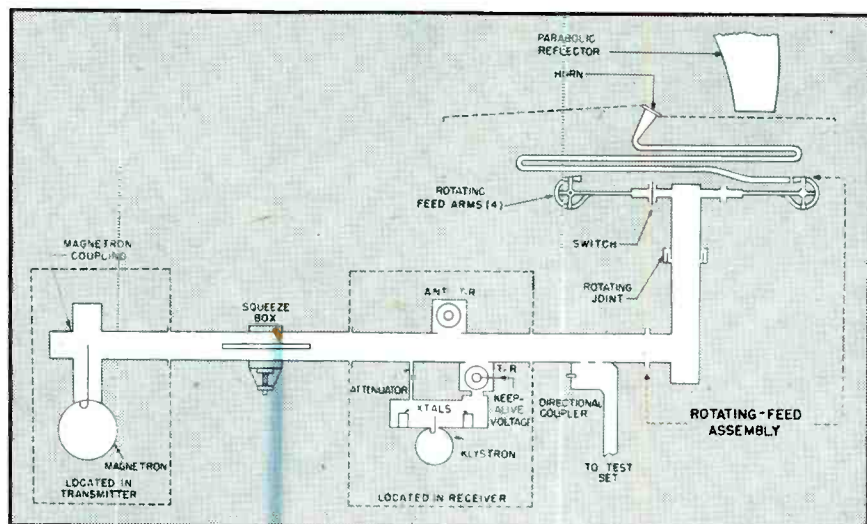 PARABOLIC
REFLECTOR
HORN
ROTATING
FEED ARMS (4)
SWITCH
ROTATING
JOINT
MAGNETRON
COUPLING
SQUEEZE
BOX
ANTI T-R
T-R
ATTENUATOR
XTALS
KEEP-
ALIVE
VOLTAGE
KLYSTRON
DIRECTIONAL
COUPLER
ROTATING-FEED
ASSEMBLY
MAGNETRON
LOCATED IN
TRANSMITTER
LOCATED IN RECEIVER
TO TEST
SET